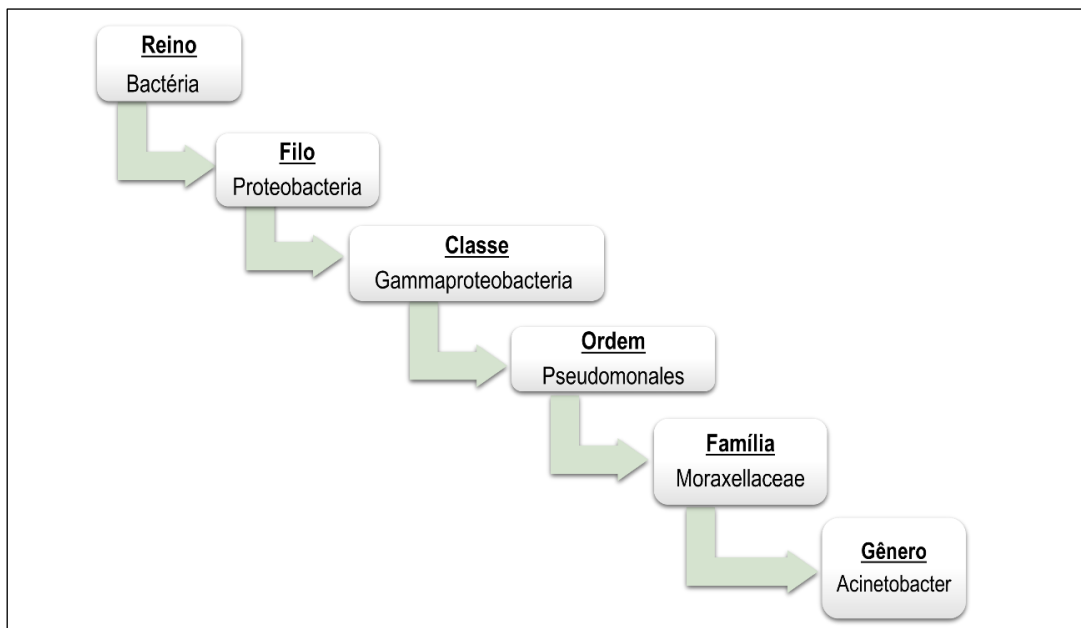 Reino
Bactéria
Filo
Proteobacteria
Classe
Gammaproteobacteria
Ordem
Pseudomonales
Família
Moraxellaceae
Gênero
Acinetobacter